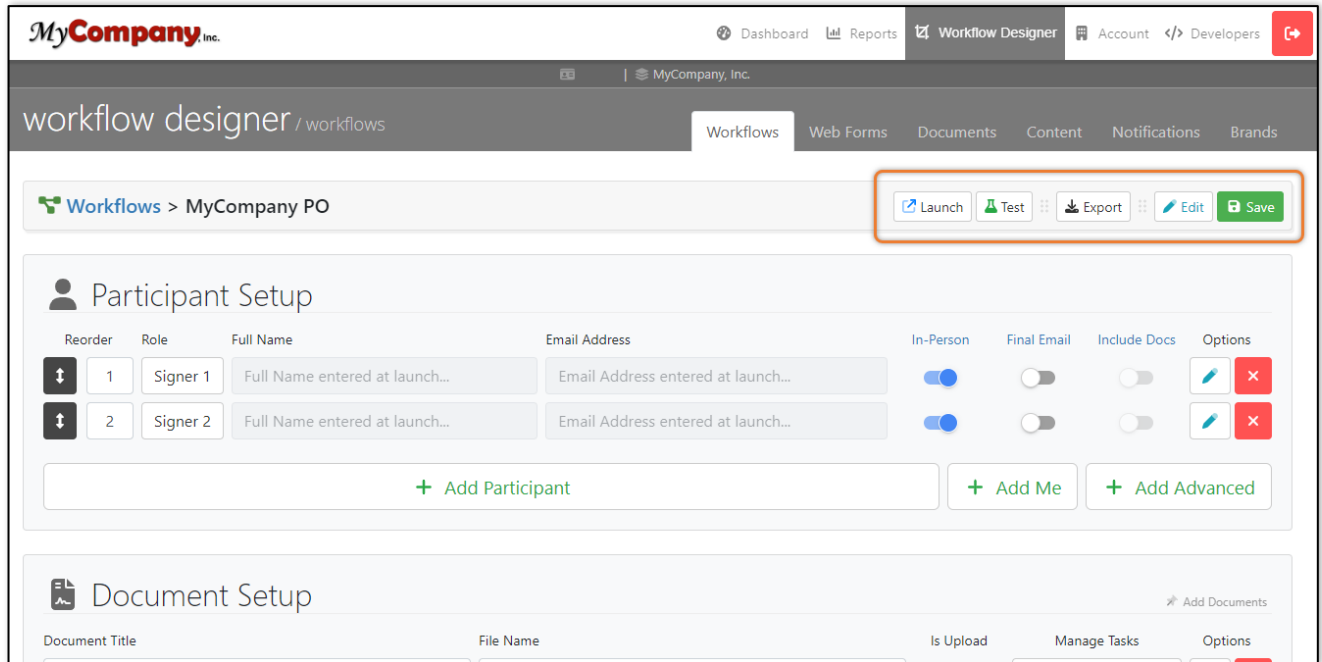 MyCompany, Inc.
Dashboard Reports Workflow Designer Account </> Developers
| MyCompany, Inc.
workflow designer / workflows
Workflows Web Forms Documents Content Notifications Brands
Workflows > MyCompany PO
Launch Test Export Edit Save
Participant Setup
Reorder Role Full Name Email Address In-Person Final Email Include Docs Options
1 Signer 1 Full Name entered at launch... Email Address entered at launch...
2 Signer 2 Full Name entered at launch... Email Address entered at launch...
+ Add Participant + Add Me + Add Advanced
Document Setup
Add Documents
Document Title File Name Is Upload Manage Tasks Options